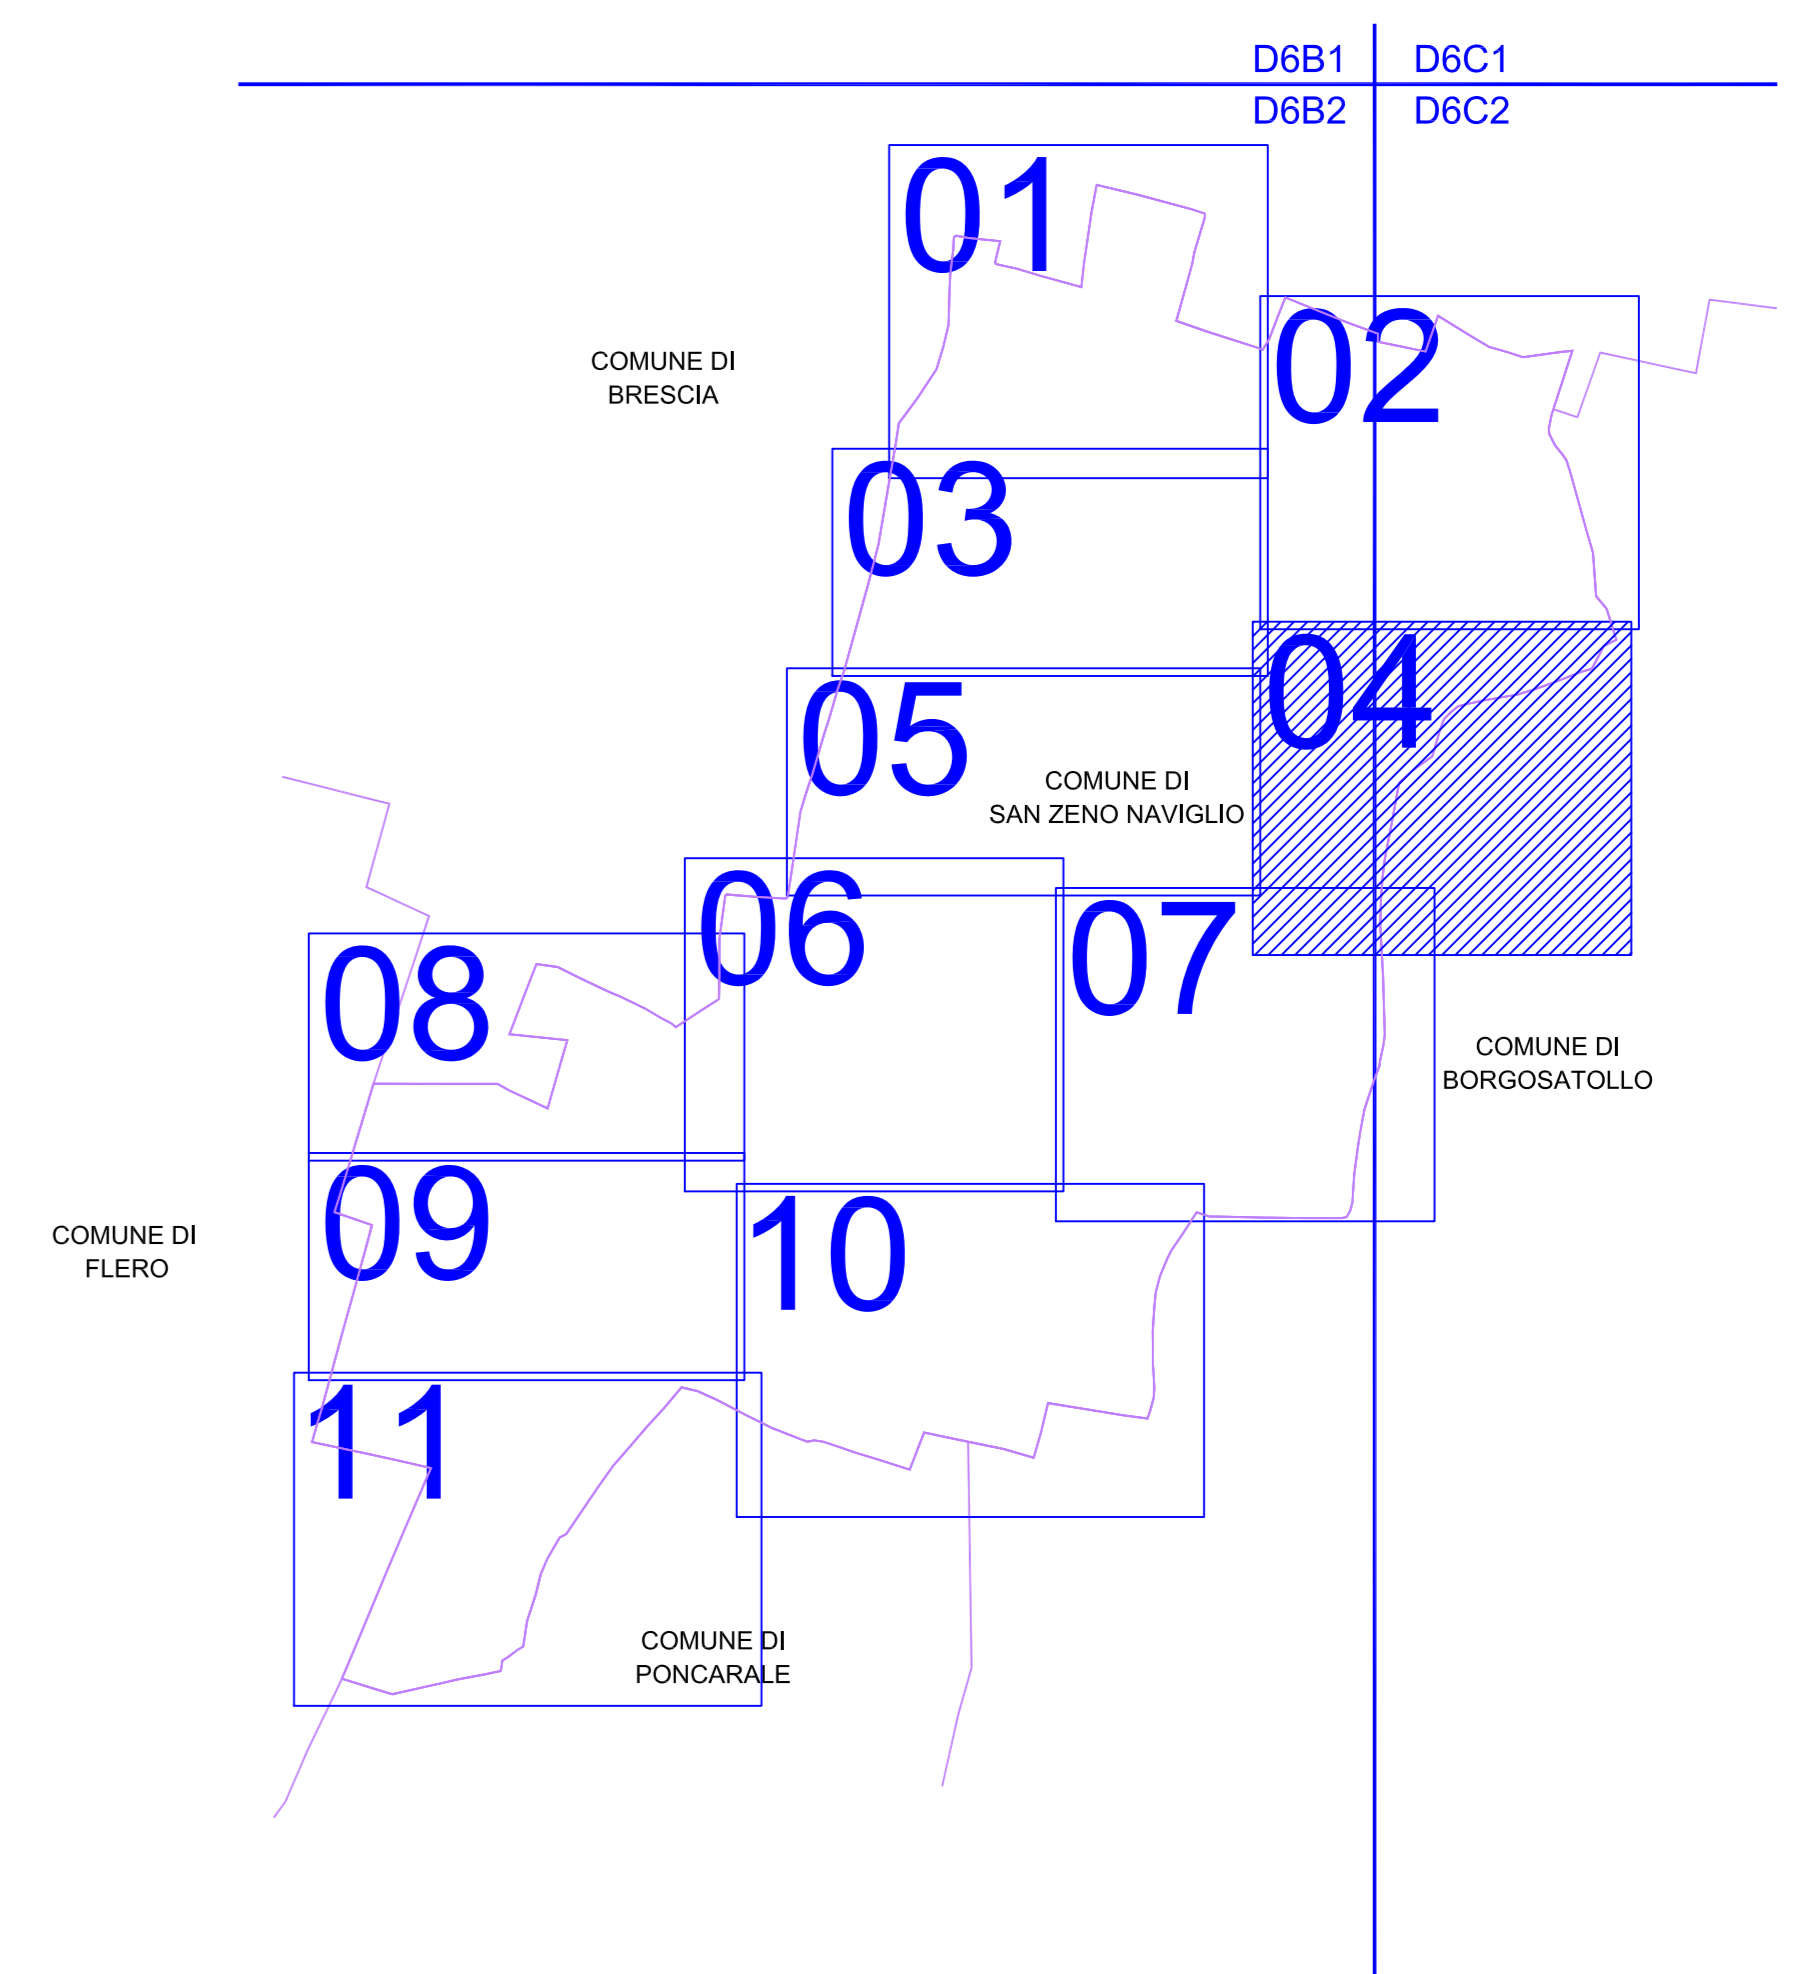 D6B1 D6C1
D6B2 D6C2
01
02
COMUNE DI
BRESCIA
03
04
05
COMUNE DI
SAN ZENO NAVIGLIO
06
07
08
COMUNE DI
BORGOSATOLLO
09
10
COMUNE DI
FLERO
11
COMUNE DI
PONCARALE